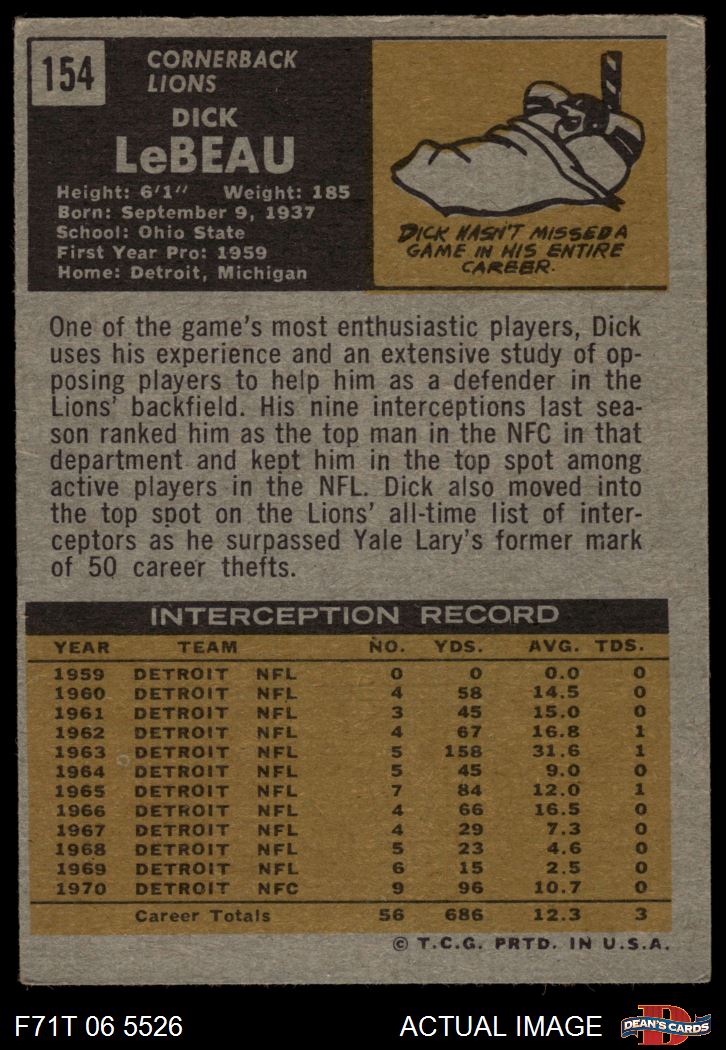 154
CORNERBACK
LIONS
DICK
LeBEAU
Height: 6'1" Weight: 185
Born: September 9, 1937
School: Ohio State
First Year Pro: 1959
Home: Detroit, Michigan
DICK HASN'T MISSED A
GAME IN HIS ENTIRE
CAREER.
One of the game's most enthusiastic players, Dick
uses his experience and an extensive study of op-
posing players to help him as a defender in the
Lions' backfield. His nine interceptions last sea-
son ranked him as the top man in the NFC in that
department and kept him in the top spot among
active players in the NFL. Dick also moved into
the top spot on the Lions' all-time list of inter-
ceptors as he surpassed Yale Lary's former mark
of 50 career thefts.
INTERCEPTION RECORD
YEAR TEAM NO. YDS. AVG. TDS.
1959 DETROIT NFL 0 0 0.0 0
1960 DETROIT NFL 4 58 14.5 0
1961 DETROIT NFL 3 45 15.0 0
1962 DETROIT NFL 4 67 16.8 1
1963 DETROIT NFL 5 158 31.6 1
1964 DETROIT NFL 5 45 9.0 0
1965 DETROIT NFL 7 84 12.0 1
1966 DETROIT NFL 4 66 16.5 0
1967 DETROIT NFL 4 29 7.3 0
1968 DETROIT NFL 5 23 4.6 0
1969 DETROIT NFL 6 15 2.5 0
1970 DETROIT NFC 9 96 10.7 0
Career Totals 56 686 12.3 3
© T.C.G. PRTD. IN U.S.A.
F71T 06 5526 ACTUAL IMAGE D DEAN'S CARDS